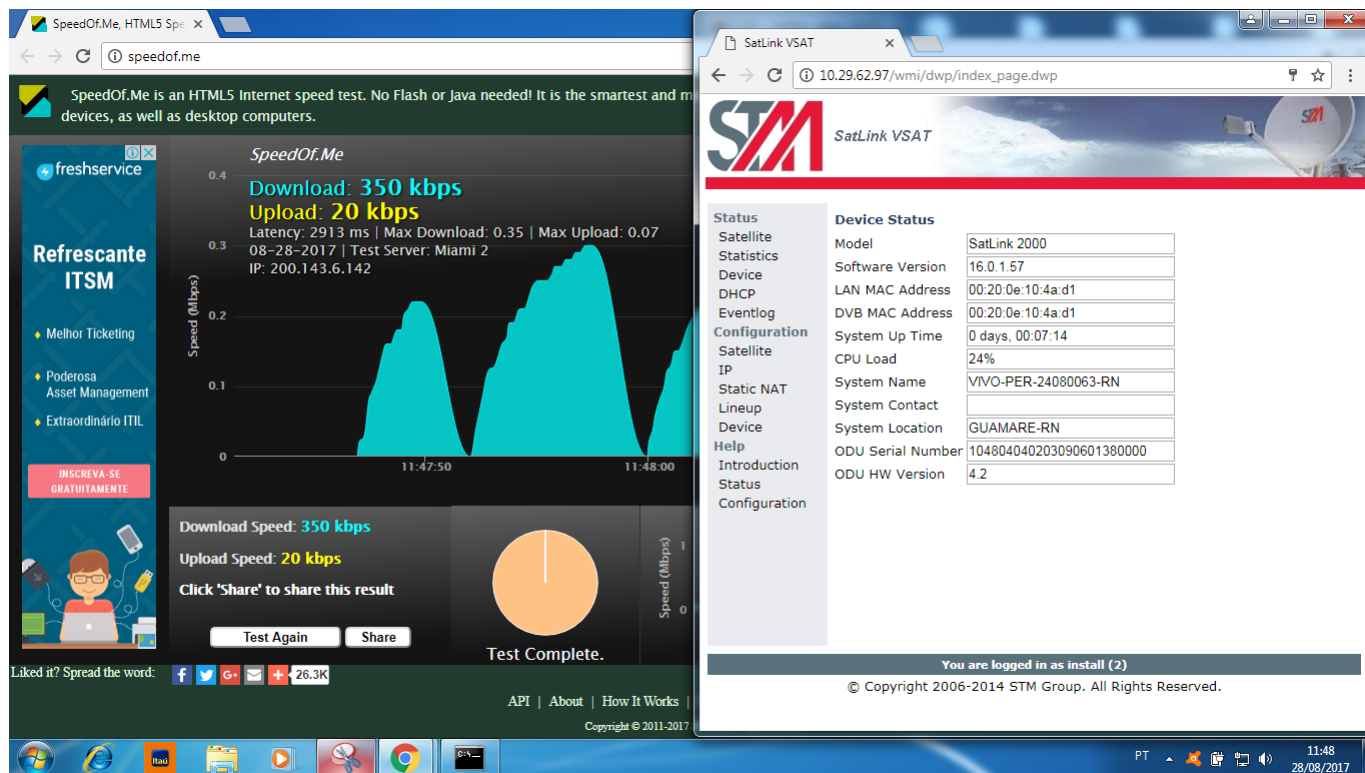 SpeedOf.Me, HTML5 Spe
speedof.me
SpeedOf.Me is an HTML5 Internet speed test. No Flash or Java needed! It is the smartest and m
devices, as well as desktop computers.
freshservice
Refrescante
ITSM
Melhor Ticketing
Poderosa
Asset Management
Extraordinário ITIL
INSCREVA-SE
GRATUITAMENTE
SpeedOf.Me
Download: 350 kbps
Upload: 20 kbps
Latency: 2913 ms | Max Download: 0.35 | Max Upload: 0.07
08-28-2017 | Test Server: Miami 2
IP: 200.143.6.142
Speed (Mbps)
0.4
0.3
0.2
0.1
0
11:47:50
11:48:00
Download Speed: 350 kbps
Upload Speed: 20 kbps
Click 'Share' to share this result
Test Again
Share
Test Complete.
Speed (Mbps)
1
0
Liked it? Spread the word:
f
G+
26.3K
API | About | How It Works |
Copyright © 2011-2017
SatLink VSAT
10.29.62.97/wmi/dwp/index_page.dwp
STM
SatLink VSAT
STM
Status
Satellite
Statistics
Device
DHCP
Eventlog
Configuration
Satellite
IP
Static NAT
Lineup
Device
Help
Introduction
Status
Configuration
Device Status
Model SatLink 2000
Software Version 16.0.1.57
LAN MAC Address 00:20:0e:10:4a:d1
DVB MAC Address 00:20:0e:10:4a:d1
System Up Time 0 days, 00:07:14
CPU Load 24%
System Name VIVO-PER-24080063-RN
System Contact
System Location GUAMARE-RN
ODU Serial Number 104804040203090601380000
ODU HW Version 4.2
You are logged in as install (2)
© Copyright 2006-2014 STM Group. All Rights Reserved.
Itaú
C:\_
PT
11:48
28/08/2017